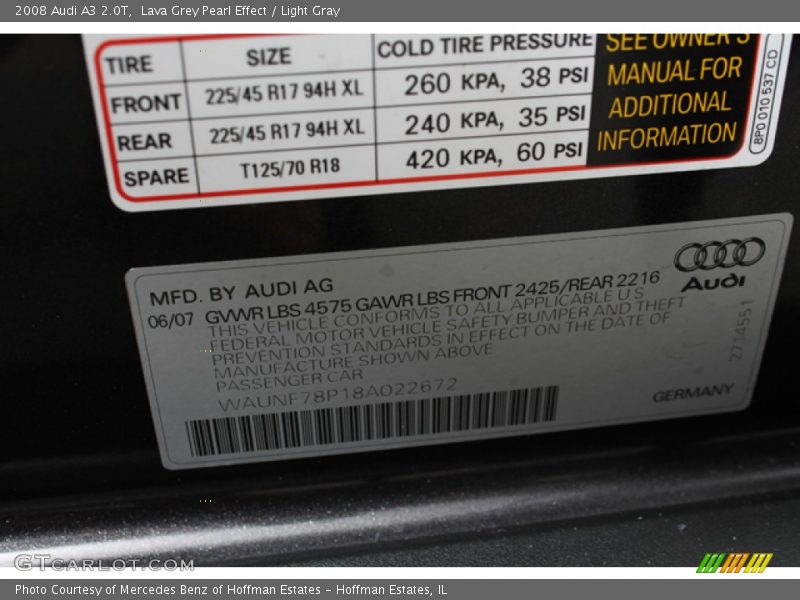 2008 Audi A3 2.0T, Lava Grey Pearl Effect / Light Gray
TIRE SIZE COLD TIRE PRESSURE
FRONT 225/45 R17 94H XL 260 KPA, 38 PSI
REAR 225/45 R17 94H XL 240 KPA, 35 PSI
SPARE T125/70 R18 420 KPA, 60 PSI
SEE OWNER'S
MANUAL FOR
ADDITIONAL
INFORMATION
8P0 010 537 CD
MFD. BY AUDI AG
06/07 GVWR LBS 4575 GAWR LBS FRONT 2425/REAR 2216
THIS VEHICLE CONFORMS TO ALL APPLICABLE U S
FEDERAL MOTOR VEHICLE SAFETY BUMPER AND THEFT
PREVENTION STANDARDS IN EFFECT ON THE DATE OF
MANUFACTURE SHOWN ABOVE
PASSENGER CAR
WAUNF78P18A022672
Audi
2714551
GERMANY
GTCARLOT.COM
Photo Courtesy of Mercedes Benz of Hoffman Estates - Hoffman Estates, IL